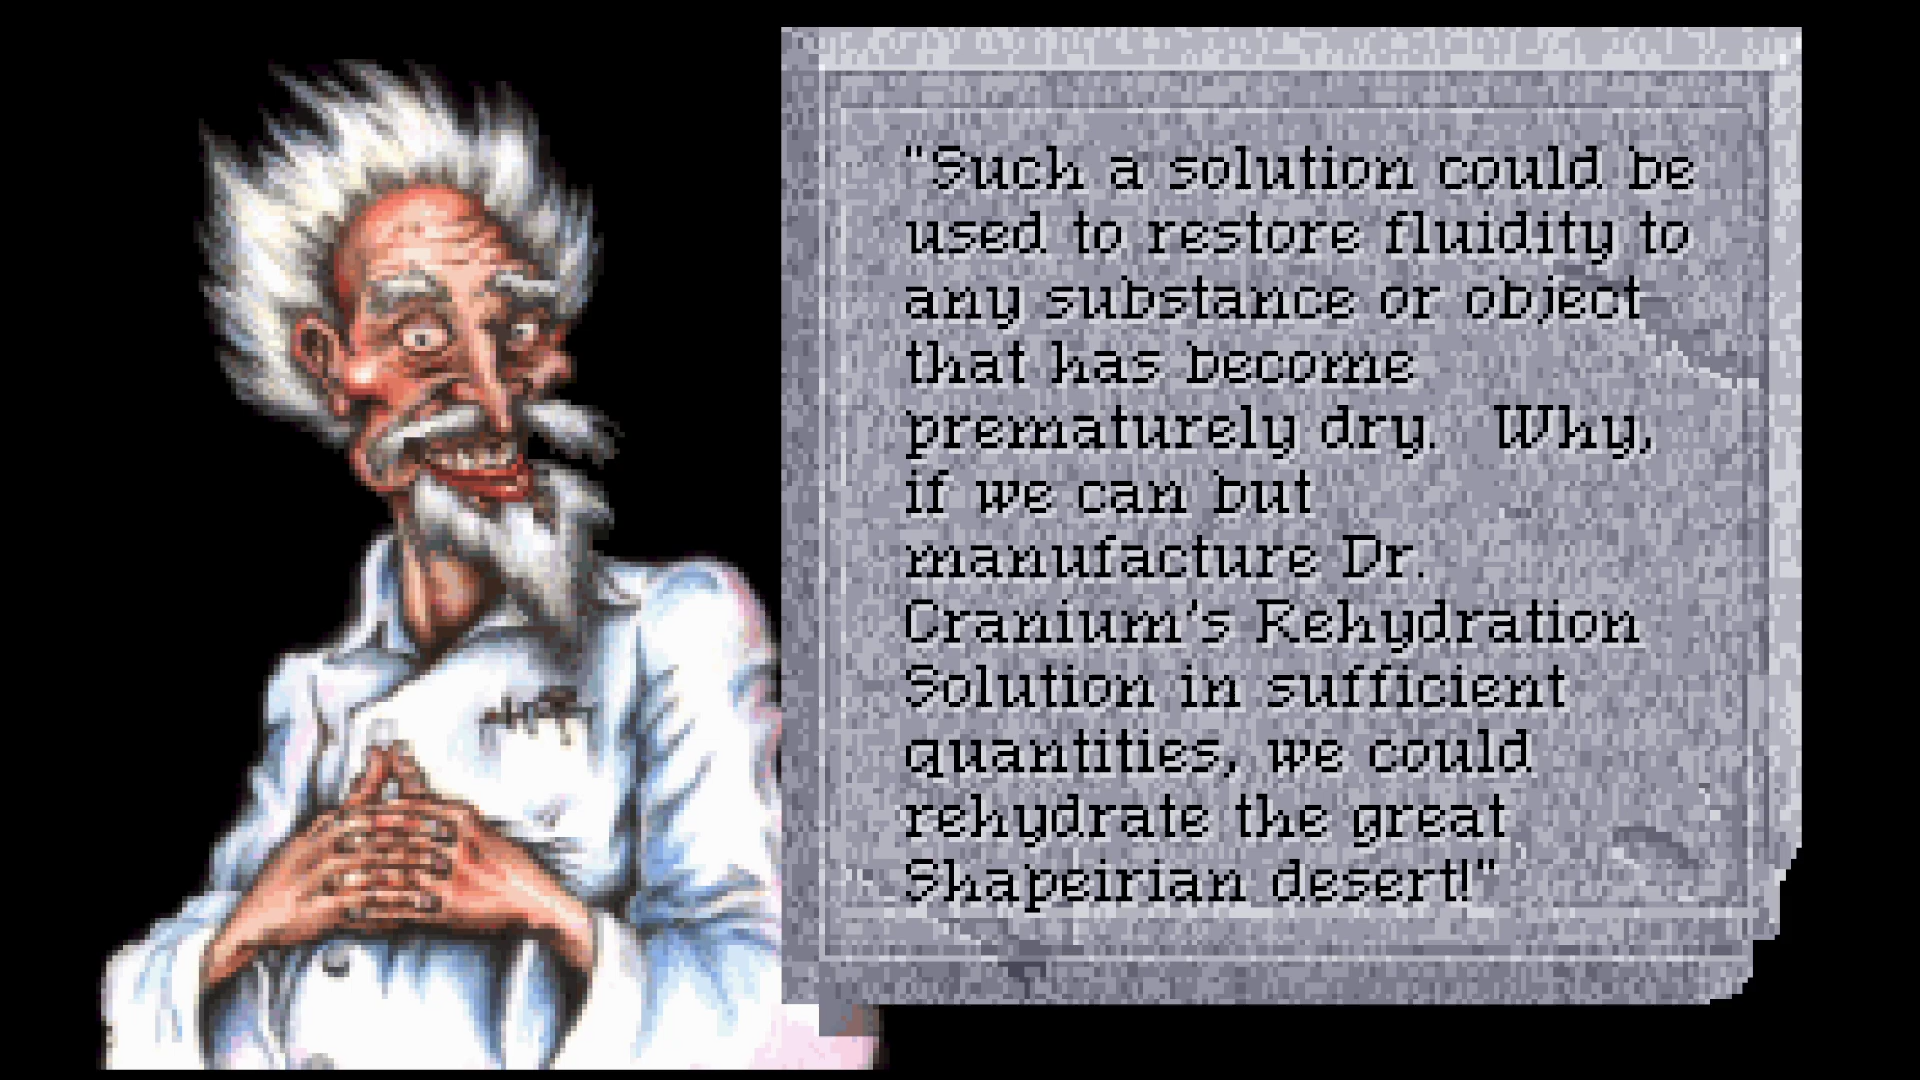 "Such a solution could be
used to restore fluidity to
any substance or object
that has become
prematurely dry.  Why,
if we can but
manufacture Dr.
Cranium's Rehydration
Solution in sufficient
quantities, we could
rehydrate the great
Shapeirian desert!"